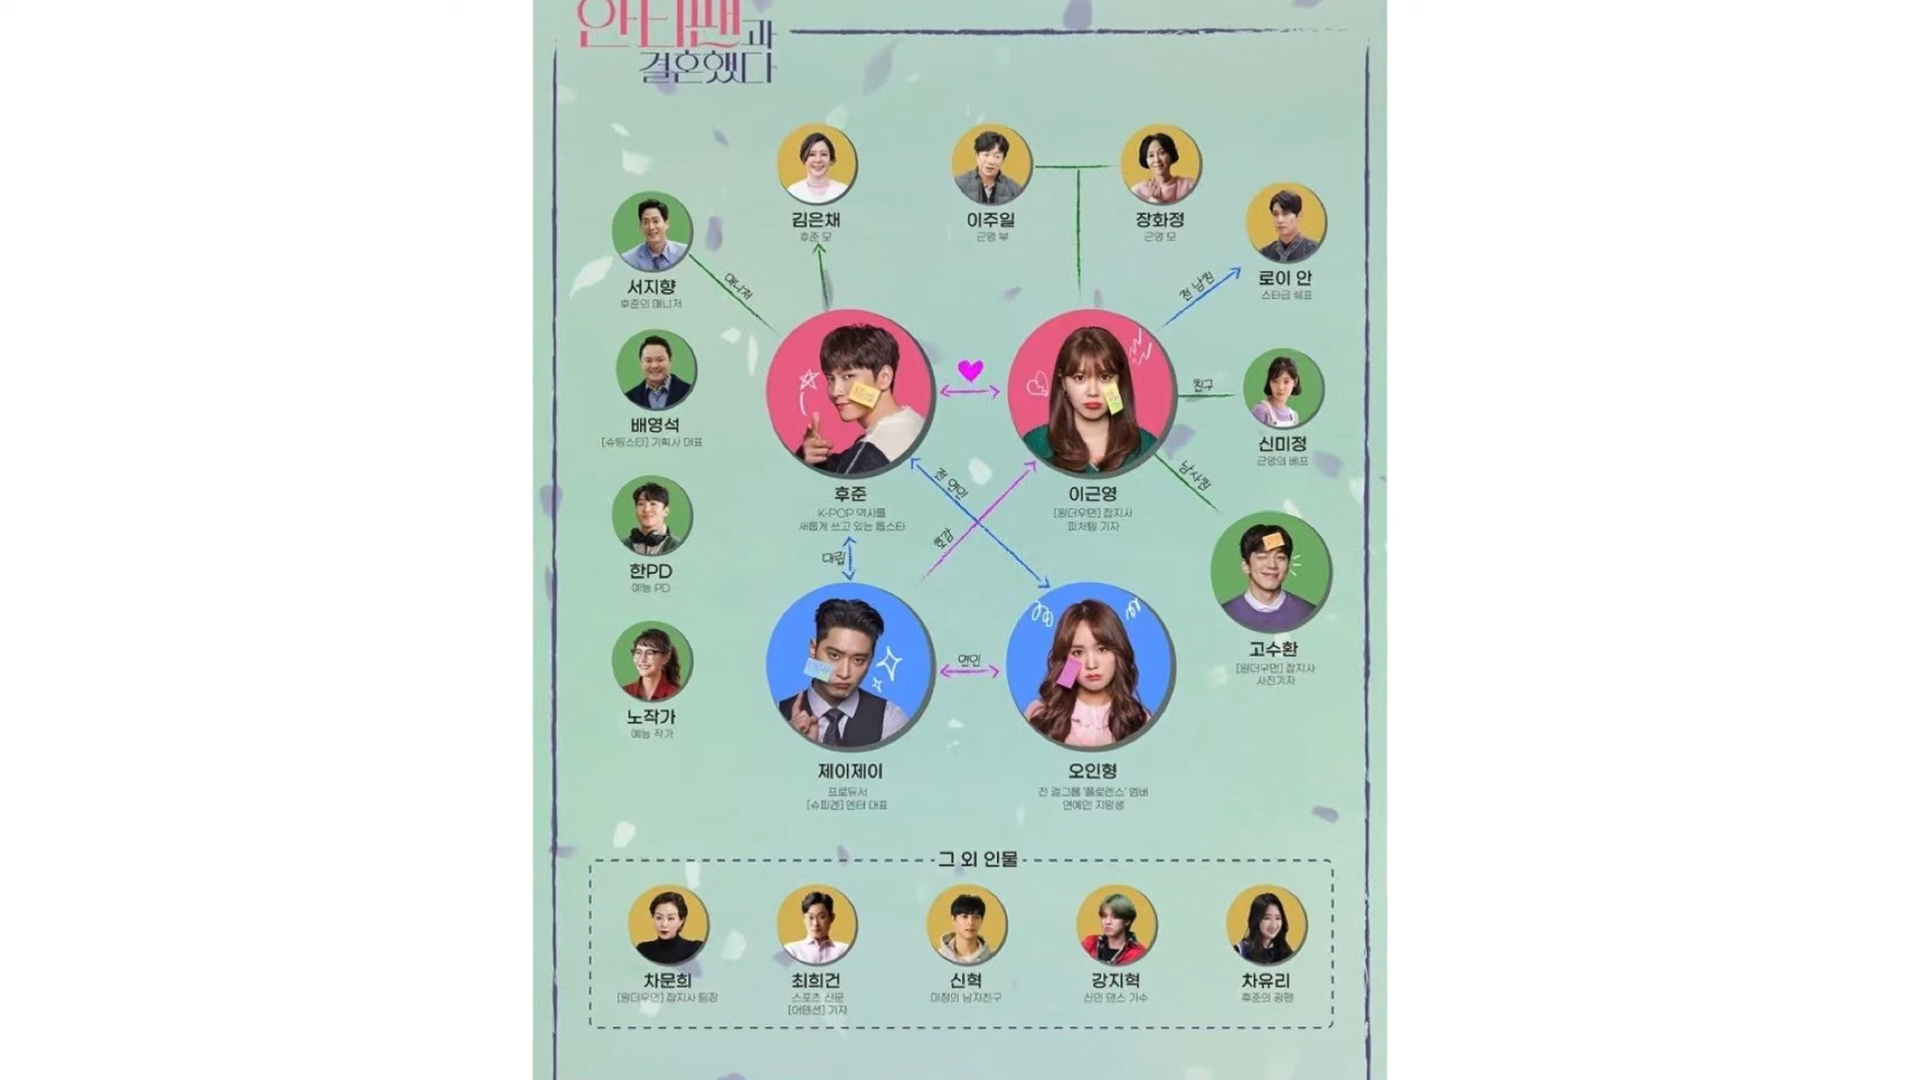 안티팬과
결혼했다
김은채
후준 모
이주일
근영 부
장화정
근영 모
서지향
후준의 매니저
매니저
전 남친
로이 안
스타급 쉐프
배영석
[슈팅스타] 기획사 대표
친구
신미정
근영의 베프
남사친
후준
K-POP 역사를
새롭게 쓰고 있는 톱스타
이근영
[원더우먼] 잡지사
피처팀 기자
전 연인
호감
대립
한PD
예능 PD
고수환
[원더우먼] 잡지사
사진기자
노작가
예능 작가
연인
제이제이
프로듀서
[슈피겐] 엔터 대표
오인형
전 걸그룹 '플로렌스' 멤버
연예인 지망생
그 외 인물
차문희
[원더우먼] 잡지사 팀장
최희건
스포츠 신문
[어텐션] 기자
신혁
미정의 남자친구
강지혁
신인 댄스 가수
차유리
후준의 광팬